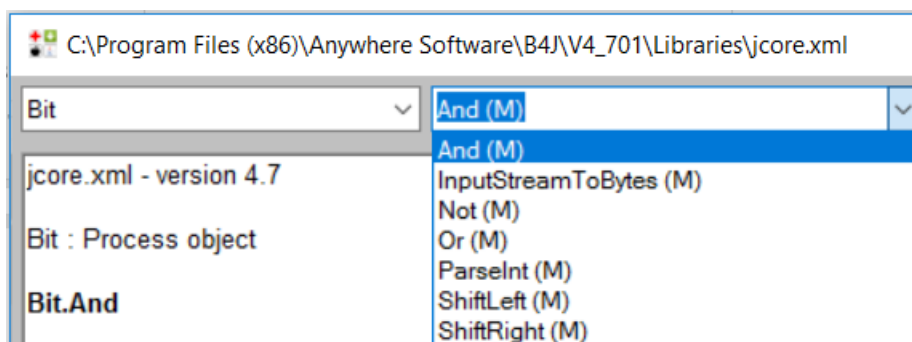 C:\Program Files (x86)\Anywhere Software\B4J\V4_701\Libraries\jcore.xml
Bit
And (M)
And (M)
InputStreamToBytes (M)
Not (M)
Or (M)
ParseInt (M)
ShiftLeft (M)
ShiftRight (M)
jcore.xml - version 4.7
Bit : Process object
Bit.And